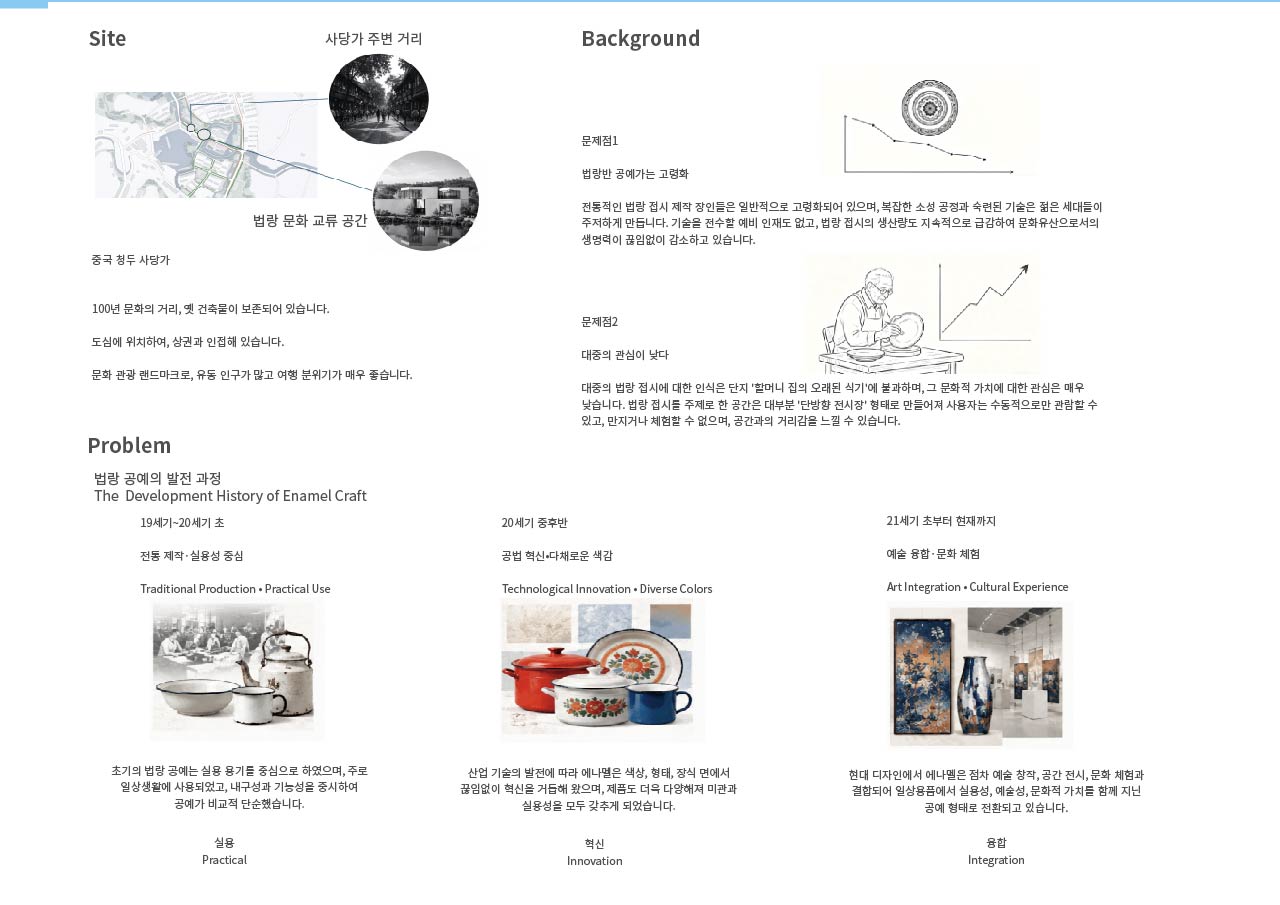 Site
사당가 주변 거리
법랑 문화 교류 공간
중국 청두 사당가
100년 문화의 거리, 옛 건축물이 보존되어 있습니다.
도심에 위치하여, 상권과 인접해 있습니다.
문화 관광 랜드마크로, 유동 인구가 많고 여행 분위기가 매우 좋습니다.
Background
문제점1
법랑반 공예가는 고령화
전통적인 법랑 접시 제작 장인들은 일반적으로 고령화되어 있으며, 복잡한 소성 공정과 숙련된 기술은 젊은 세대들이
주저하게 만듭니다. 기술을 전수할 예비 인재도 없고, 법랑 접시의 생산량도 지속적으로 급감하여 문화유산으로서의
생명력이 끊임없이 감소하고 있습니다.
문제점2
대중의 관심이 낮다
대중의 법랑 접시에 대한 인식은 단지 '할머니 집의 오래된 식기'에 불과하며, 그 문화적 가치에 대한 관심은 매우
낮습니다. 법랑 접시를 주제로 한 공간은 대부분 '단방향 전시장' 형태로 만들어져 사용자는 수동적으로만 관람할 수
있고, 만지거나 체험할 수 없으며, 공간과의 거리감을 느낄 수 있습니다.
Problem
법랑 공예의 발전 과정
The Development History of Enamel Craft
19세기~20세기 초
전통 제작·실용성 중심
Traditional Production • Practical Use
초기의 법랑 공예는 실용 용기를 중심으로 하였으며, 주로
일상생활에 사용되었고, 내구성과 기능성을 중시하여
공예가 비교적 단순했습니다.
실용
Practical
20세기 중후반
공법 혁신•다채로운 색감
Technological Innovation • Diverse Colors
산업 기술의 발전에 따라 에나멜은 색상, 형태, 장식 면에서
끊임없이 혁신을 거듭해 왔으며, 제품도 더욱 다양해져 미관과
실용성을 모두 갖추게 되었습니다.
혁신
Innovation
21세기 초부터 현재까지
예술 융합·문화 체험
Art Integration • Cultural Experience
현대 디자인에서 에나멜은 점차 예술 창작, 공간 전시, 문화 체험과
결합되어 일상용품에서 실용성, 예술성, 문화적 가치를 함께 지닌
공예 형태로 전환되고 있습니다.
융합
Integration